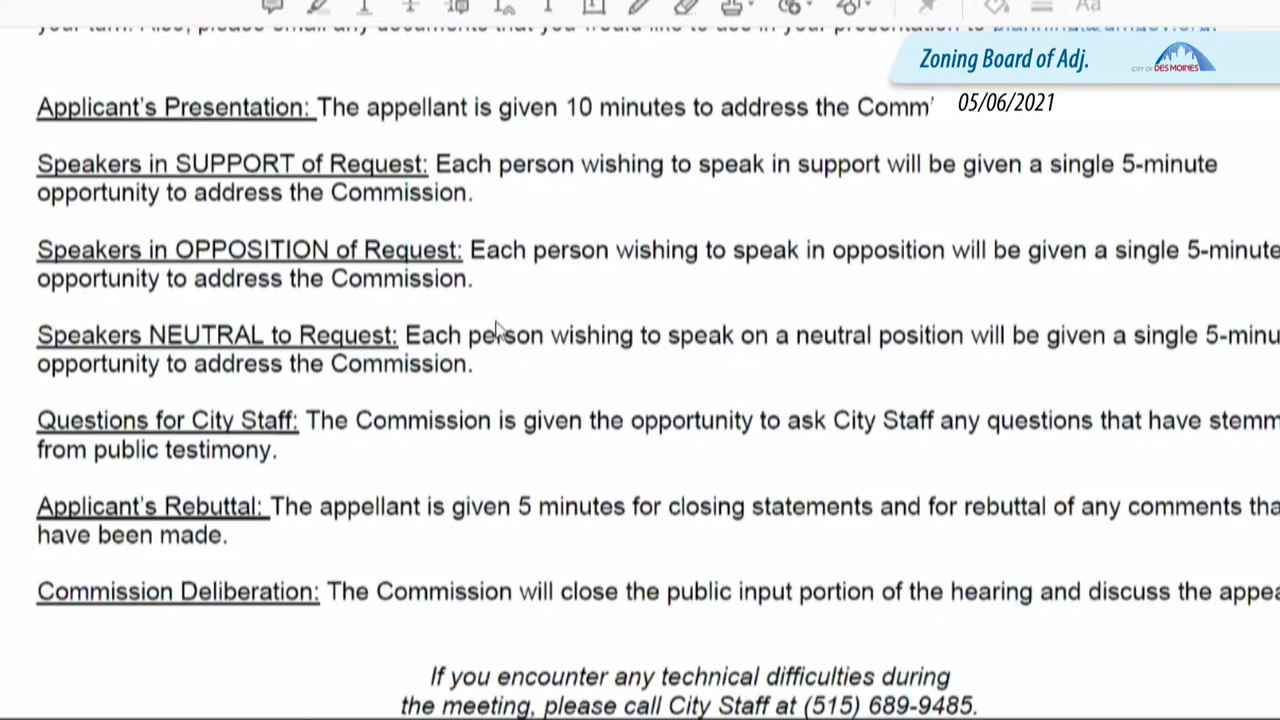 Aa
Zoning Board of Adj.
CITY OF DES MOINES
05/06/2021
Applicant's Presentation: The appellant is given 10 minutes to address the Comm
Speakers in SUPPORT of Request: Each person wishing to speak in support will be given a single 5-minute
opportunity to address the Commission.
Speakers in OPPOSITION of Request: Each person wishing to speak in opposition will be given a single 5-minute
opportunity to address the Commission.
Speakers NEUTRAL to Request: Each person wishing to speak on a neutral position will be given a single 5-minu
opportunity to address the Commission.
Questions for City Staff: The Commission is given the opportunity to ask City Staff any questions that have stemm
from public testimony.
Applicant's Rebuttal: The appellant is given 5 minutes for closing statements and for rebuttal of any comments tha
have been made.
Commission Deliberation: The Commission will close the public input portion of the hearing and discuss the appea
If you encounter any technical difficulties during
the meeting, please call City Staff at (515) 689-9485.